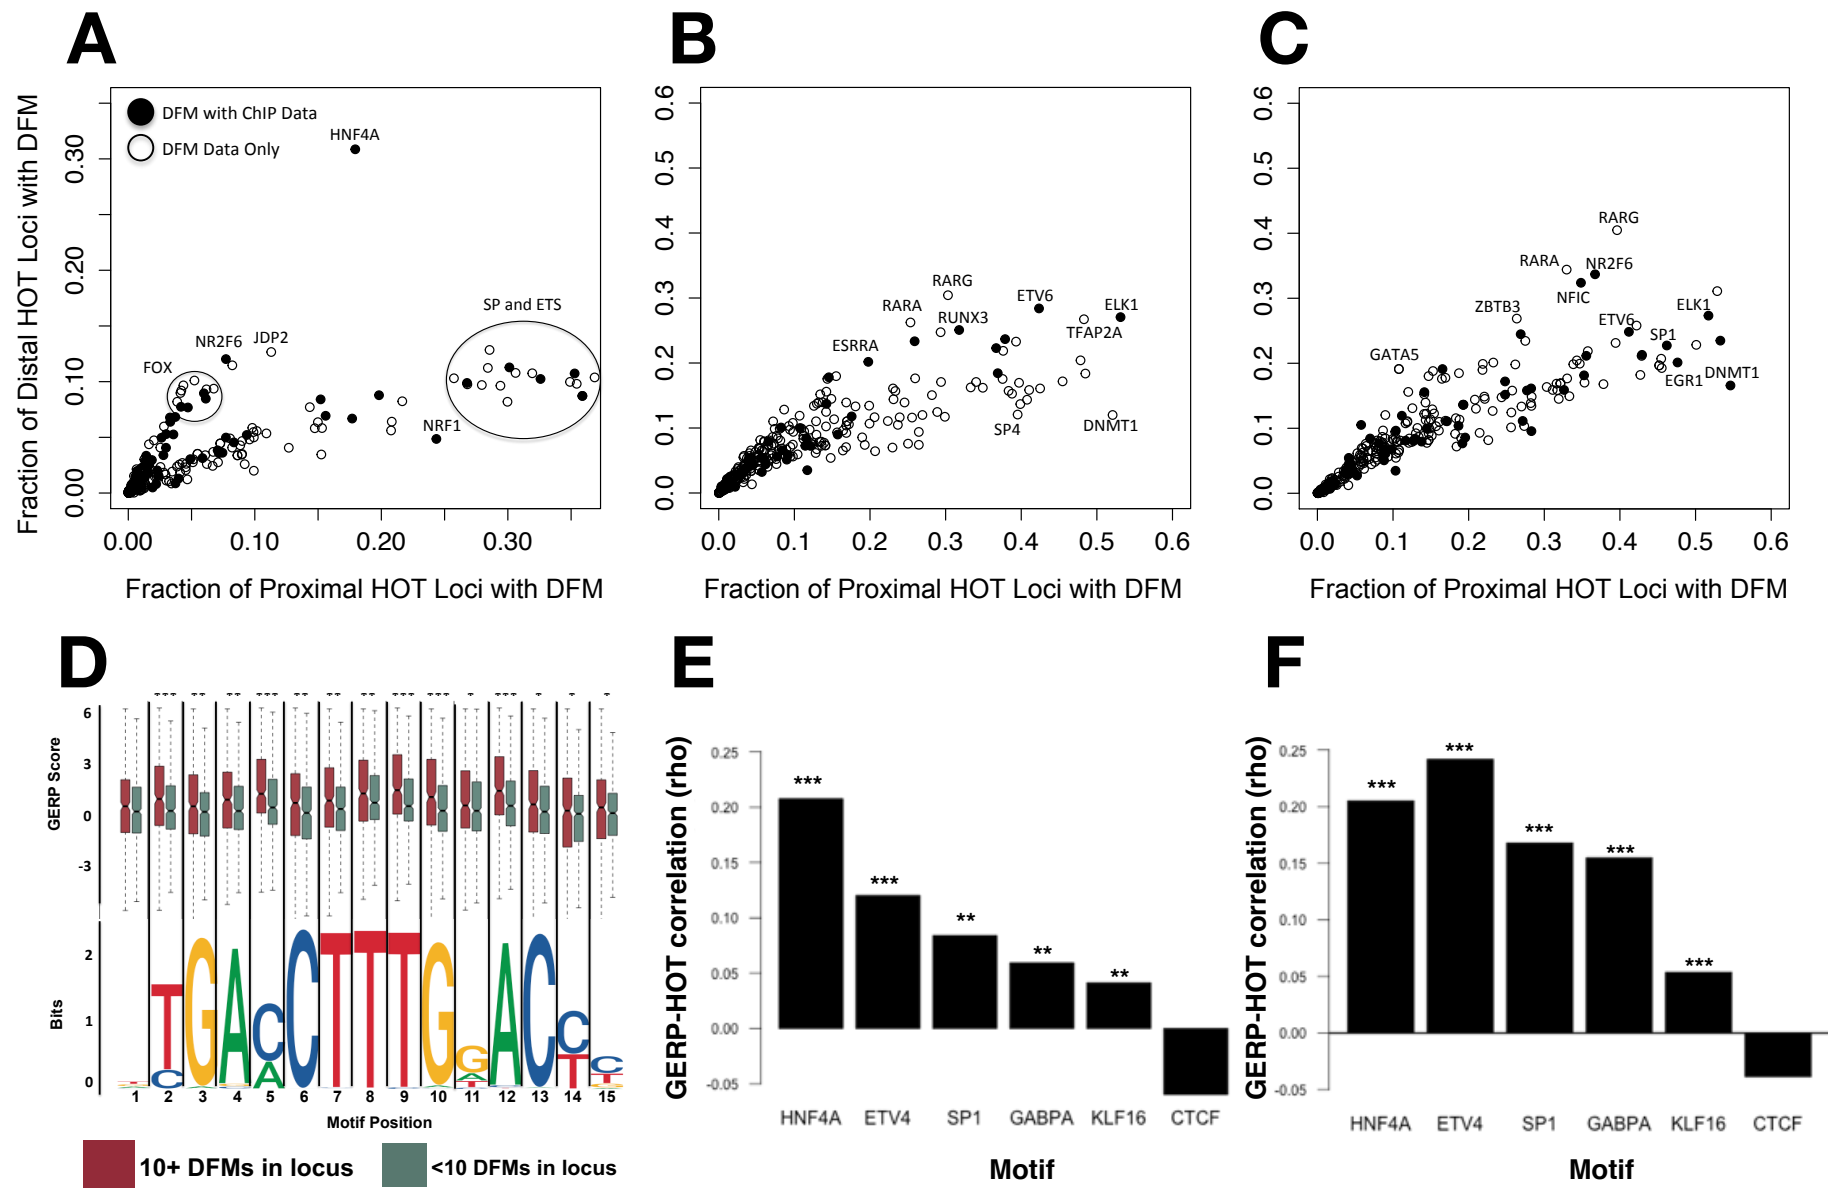 A
B
C
Fraction of Distal HOT Loci with DFM
0.00
0.10
0.20
0.30
DFM with ChIP Data
DFM Data Only
HNF4A
SP and ETS
NR2F6
JDP2
FOX
NRF1
0.00
0.10
0.20
0.30
Fraction of Proximal HOT Loci with DFM
0.0
0.1
0.2
0.3
0.4
0.5
0.6
RARG
RARA
RUNX3
ETV6
ELK1
TFAP2A
ESRRA
SP4
DNMT1
0.0
0.1
0.2
0.3
0.4
0.5
0.6
Fraction of Proximal HOT Loci with DFM
0.0
0.1
0.2
0.3
0.4
0.5
0.6
RARG
RARA
NR2F6
NFIC
ZBTB3
ETV6
ELK1
SP1
GATA5
EGR1
DNMT1
0.0
0.1
0.2
0.3
0.4
0.5
0.6
Fraction of Proximal HOT Loci with DFM
D
GERP Score
6
3
0
-3
Bits
2
1
0
1 2 3 4 5 6 7 8 9 10 11 12 13 14 15
Motif Position
10+ DFMs in locus
<10 DFMs in locus
E
GERP-HOT correlation (rho)
0.25
0.20
0.15
0.10
0.05
0.00
-0.05
***
***
**
**
**
HNF4A ETV4 SP1 GABPA KLF16 CTCF
Motif
F
GERP-HOT correlation (rho)
0.25
0.20
0.15
0.10
0.05
0.00
-0.05
***
***
***
***
***
HNF4A ETV4 SP1 GABPA KLF16 CTCF
Motif